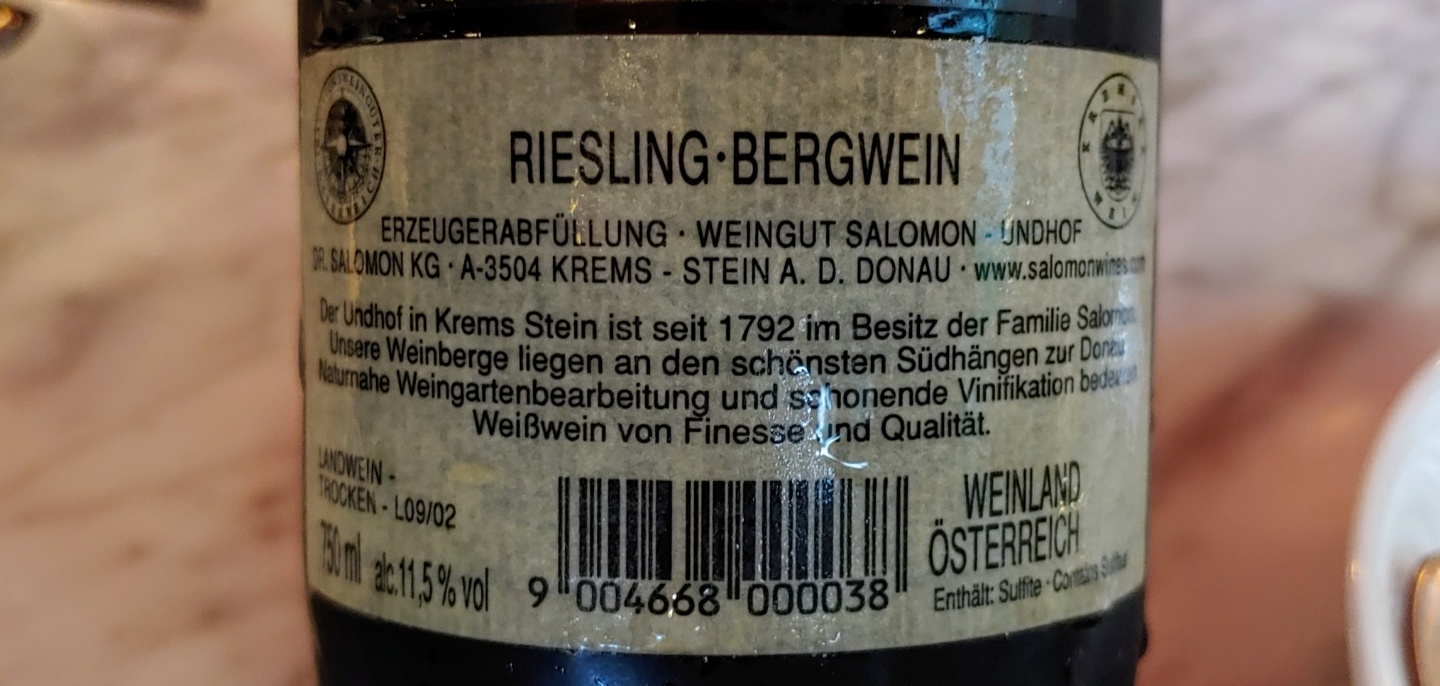 RIESLING·BERGWEIN
KREMS
WEIN
ERZEUGERABFÜLLUNG · WEINGUT SALOMON - UNDHOF
DR. SALOMON KG · A-3504 KREMS - STEIN A. D. DONAU · www.salomonwines.com
Der Undhof in Krems Stein ist seit 1792 im Besitz der Familie Salomon.
Unsere Weinberge liegen an den schönsten Südhängen zur Donau.
Naturnahe Weingartenbearbeitung und schonende Vinifikation bedeuten
Weißwein von Finesse und Qualität.
LANDWEIN -
TROCKEN - L09/02
750 ml alc.11,5 % vol
9 004668 000038
WEINLAND
ÖSTERREICH
Enthält: Sulfite · Contains